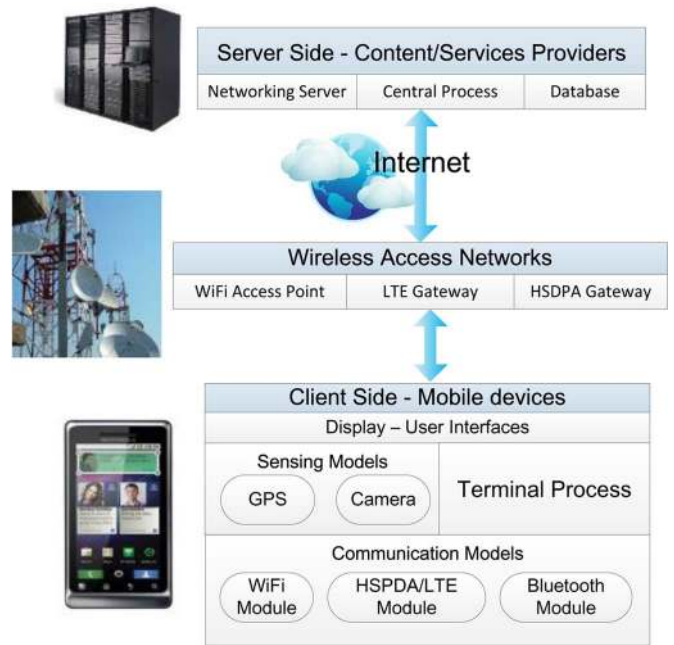 Server Side - Content/Services Providers
Networking Server
Central Process
Database
Internet
Wireless Access Networks
WiFi Access Point
LTE Gateway
HSDPA Gateway
Client Side - Mobile devices
Display – User Interfaces
Sensing Models
GPS
Camera
Terminal Process
Communication Models
WiFi
Module
HSPDA/LTE
Module
Bluetooth
Module